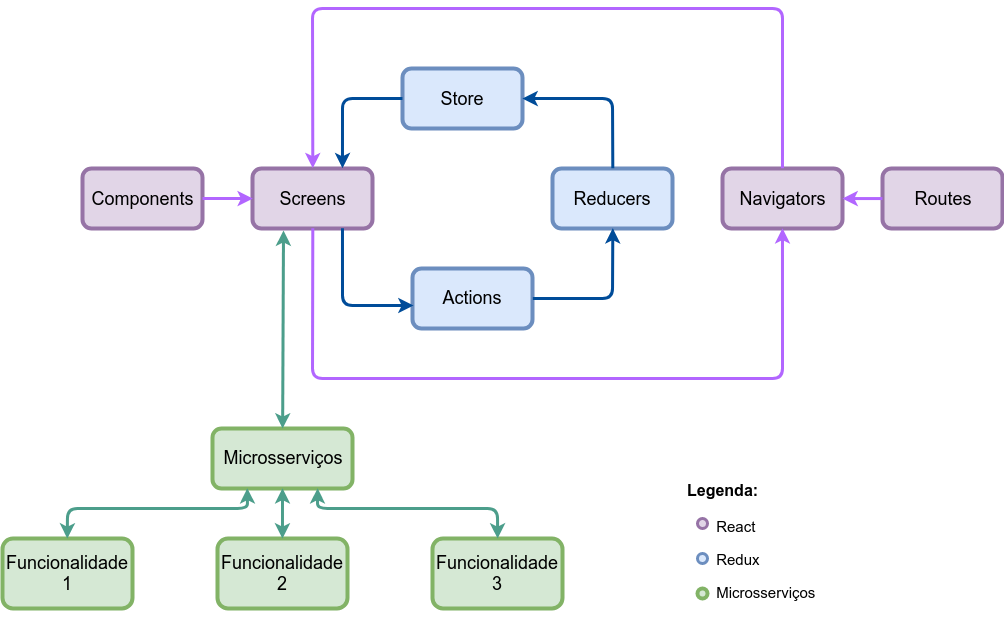 Store
Components
Screens
Reducers
Navigators
Routes
Actions
Microsserviços
Funcionalidade
1
Funcionalidade
2
Funcionalidade
3
Legenda:
React
Redux
Microsserviços